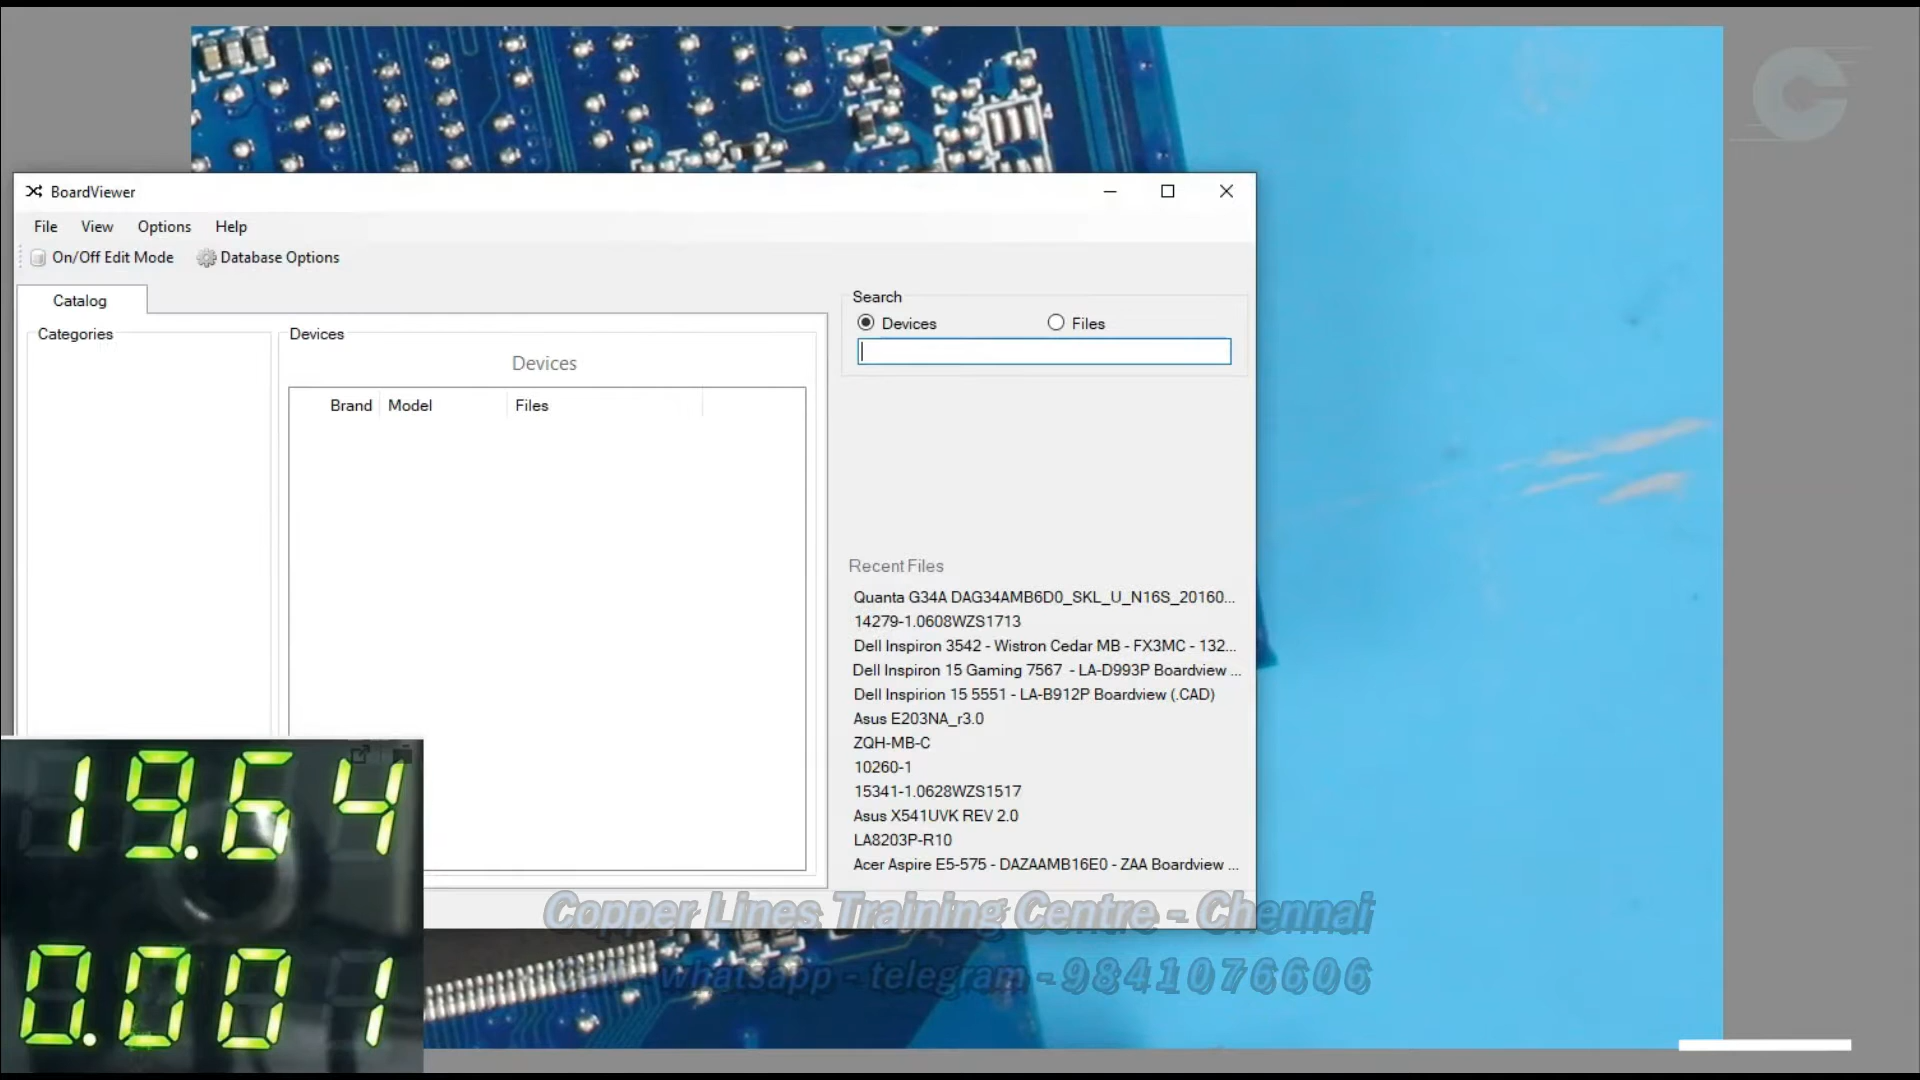 BoardViewer
File View Options Help
On/Off Edit Mode Database Options
Catalog
Categories
Devices
Devices
Brand Model Files
Search
Devices Files
Recent Files
Quanta G34A DAG34AMB6D0_SKL_U_N16S_20160...
14279-1.0608WZS1713
Dell Inspiron 3542 - Wistron Cedar MB - FX3MC - 132...
Dell Inspiron 15 Gaming 7567 - LA-D993P Boardview ...
Dell Inspirion 15 5551 - LA-B912P Boardview (.CAD)
Asus E203NA_r3.0
ZQH-MB-C
10260-1
15341-1.0628WZS1517
Asus X541UVK REV 2.0
LA8203P-R10
Acer Aspire E5-575 - DAZAAMB16E0 - ZAA Boardview ...
19.64
0.001
Copper Lines Training Centre - Chennai
whatsapp - telegram - 9841076606